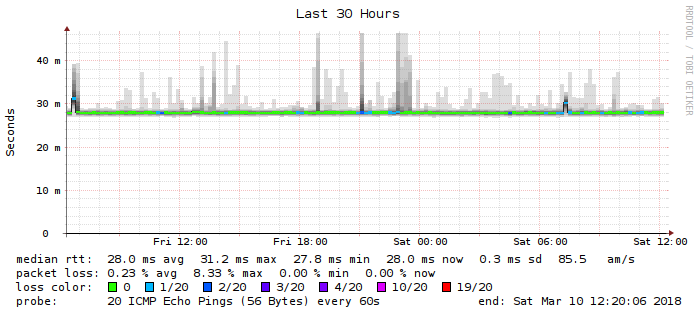 Last 30 Hours
RRDTOOL / TOBI OETIKER
Seconds
40 m
30 m
20 m
10 m
0
Fri 12:00 Fri 18:00 Sat 00:00 Sat 06:00 Sat 12:00
median rtt: 28.0 ms avg 31.2 ms max 27.8 ms min 28.0 ms now 0.3 ms sd 85.5 am/s
packet loss: 0.23 % avg 8.33 % max 0.00 % min 0.00 % now
loss color: 0 1/20 2/20 3/20 4/20 10/20 19/20
probe: 20 ICMP Echo Pings (56 Bytes) every 60s end: Sat Mar 10 12:20:06 2018